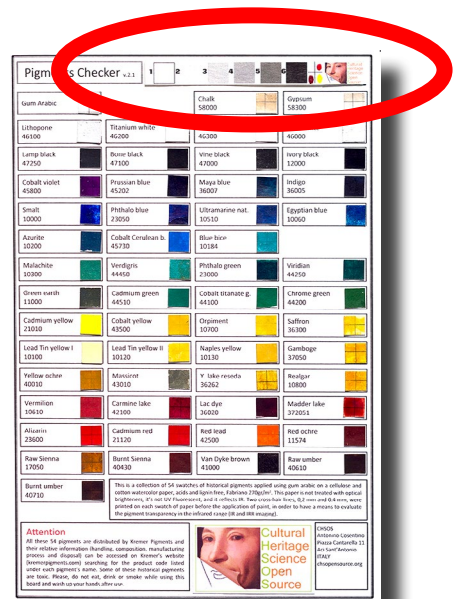 Pigments Checker v.2.1 1 2 3 4 5 6
Gum Arabic
Chalk
58000
Gypsum
58300
Lithopone
46100
Titanium white
46200
46300
46000
Lamp black
47250
Bone black
47100
Vine black
47000
Ivory black
12000
Cobalt violet
45800
Prussian blue
45202
Maya blue
36007
Indigo
36005
Smalt
10000
Phthalo blue
23050
Ultramarine nat.
10510
Egyptian blue
10060
Azurite
10200
Cobalt Cerulean b.
45730
Blue bice
10184
Malachite
10300
Verdigris
44450
Phthalo green
23000
Viridian
44250
Green earth
11000
Cadmium green
44510
Cobalt titanate g.
44100
Chrome green
44200
Cadmium yellow
21010
Cobalt yellow
43500
Orpiment
10700
Saffron
36300
Lead Tin yellow I
10100
Lead Tin yellow II
10120
Naples yellow
10130
Gamboge
37050
Yellow ochre
40010
Massicot
43010
Y. lake reseda
36262
Realgar
10800
Vermilion
10610
Carmine lake
42100
Lac dye
36020
Madder lake
372051
Alizarin
23600
Cadmium red
21120
Red lead
42500
Red ochre
11574
Raw Sienna
17050
Burnt Sienna
40430
Van Dyke brown
41000
Raw umber
40610
Burnt umber
40710
This is a collection of 54 swatches of historical pigments applied using gum arabic on a cellulose and
cotton watercolor paper, acids and lignin free, Fabriano 270gr/m². This paper is not treated with optical
brighteners, it's not UV Fluorescent, and it reflects IR. Two cross-hair lines, 0,2 mm and 0.4 mm, were
printed on each swatch of paper before the application of paint, in order to have a means to evaluate
the pigment transparency in the infrared range (IR and IRR imaging).
Attention
All these 54 pigments are distributed by Kremer Pigments and
their relative information (handling, composition, manufacturing
process and disposal) can be accessed on Kremer's website
(kremerpigments.com) searching for the product code listed
under each pigment's name. Some of these historical pigments
are toxic. Please, do not eat, drink or smoke while using this
board and wash up your hands after use.
Cultural
Heritage
Science
Open
Source
CHSOS
Antonino Cosentino
Piazza Cantarella 11
Aci Sant'Antonio
ITALY
chsopensource.org